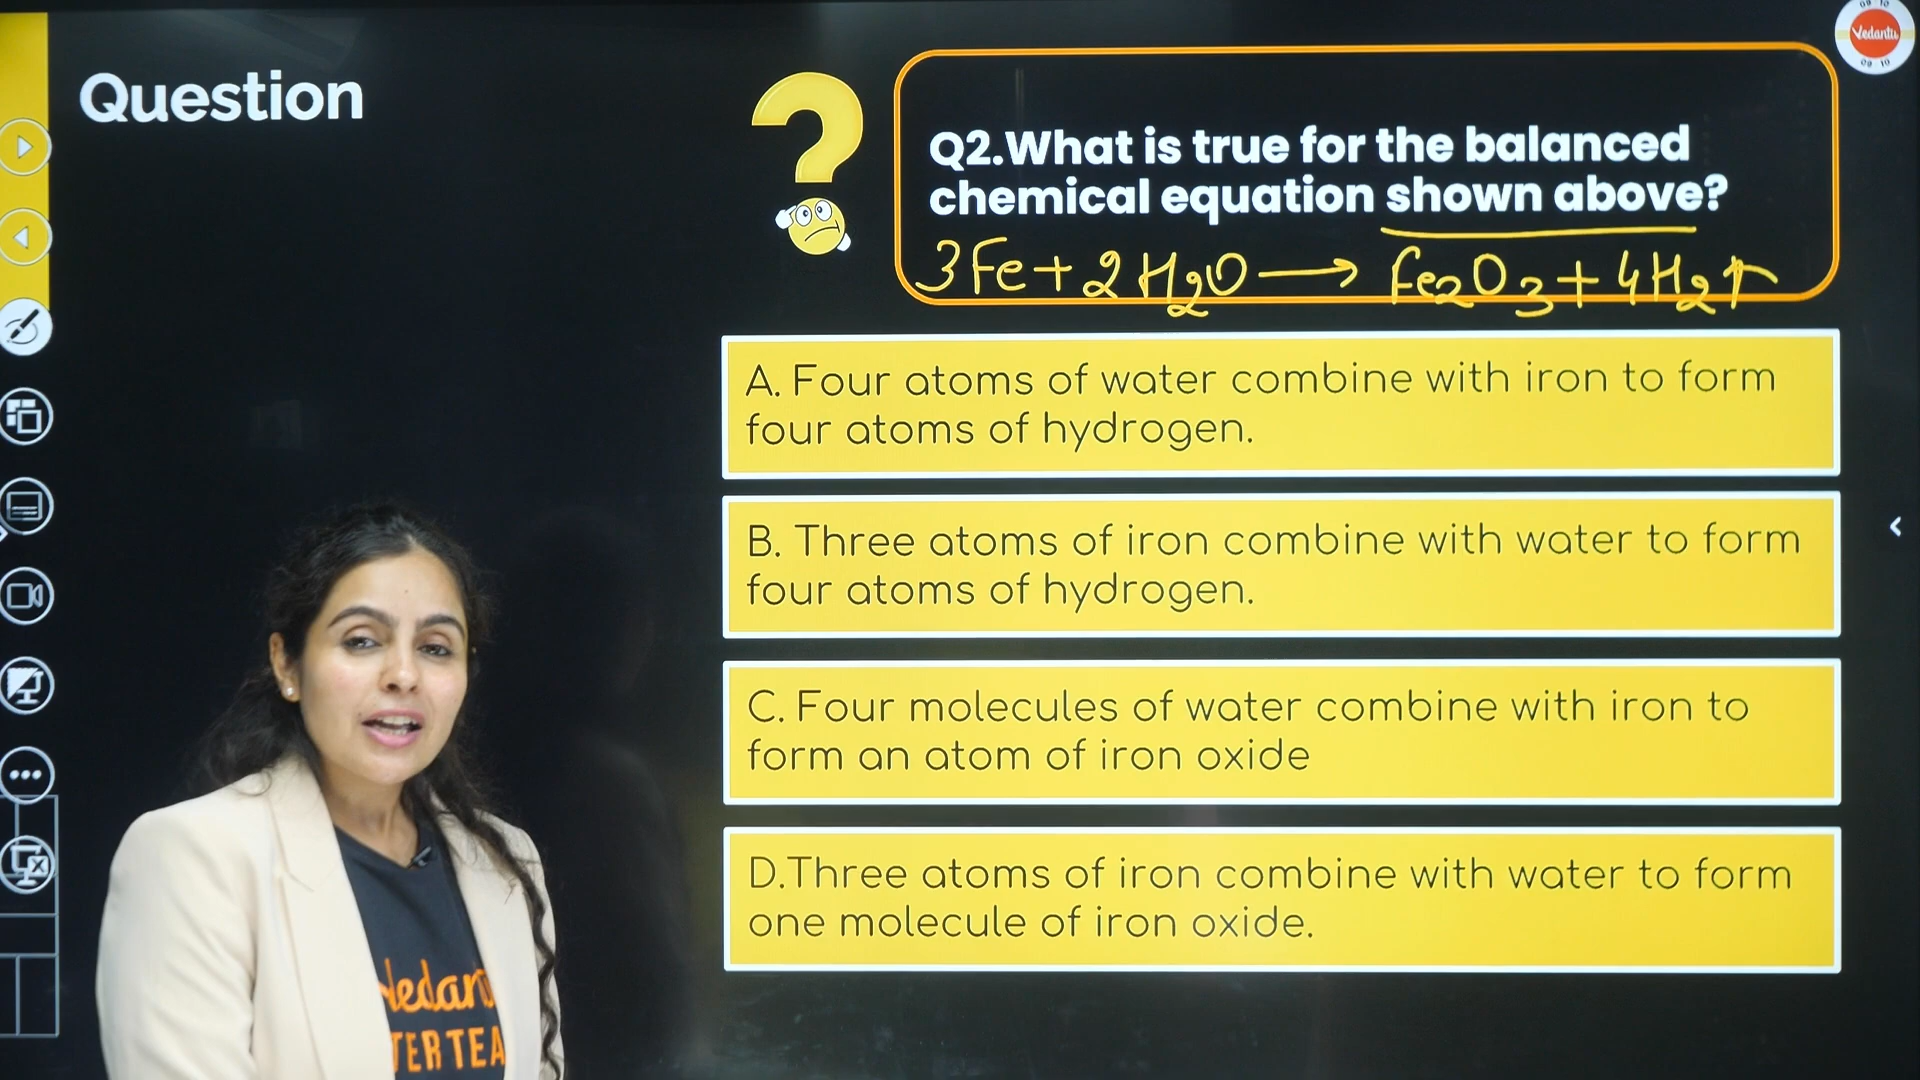 Question
Vedantu
Q2.What is true for the balanced
chemical equation shown above?
3Fe + 2H₂O → Fe₂O₃ + 4H₂↑
A. Four atoms of water combine with iron to form
four atoms of hydrogen.
B. Three atoms of iron combine with water to form
four atoms of hydrogen.
C. Four molecules of water combine with iron to
form an atom of iron oxide
D.Three atoms of iron combine with water to form
one molecule of iron oxide.